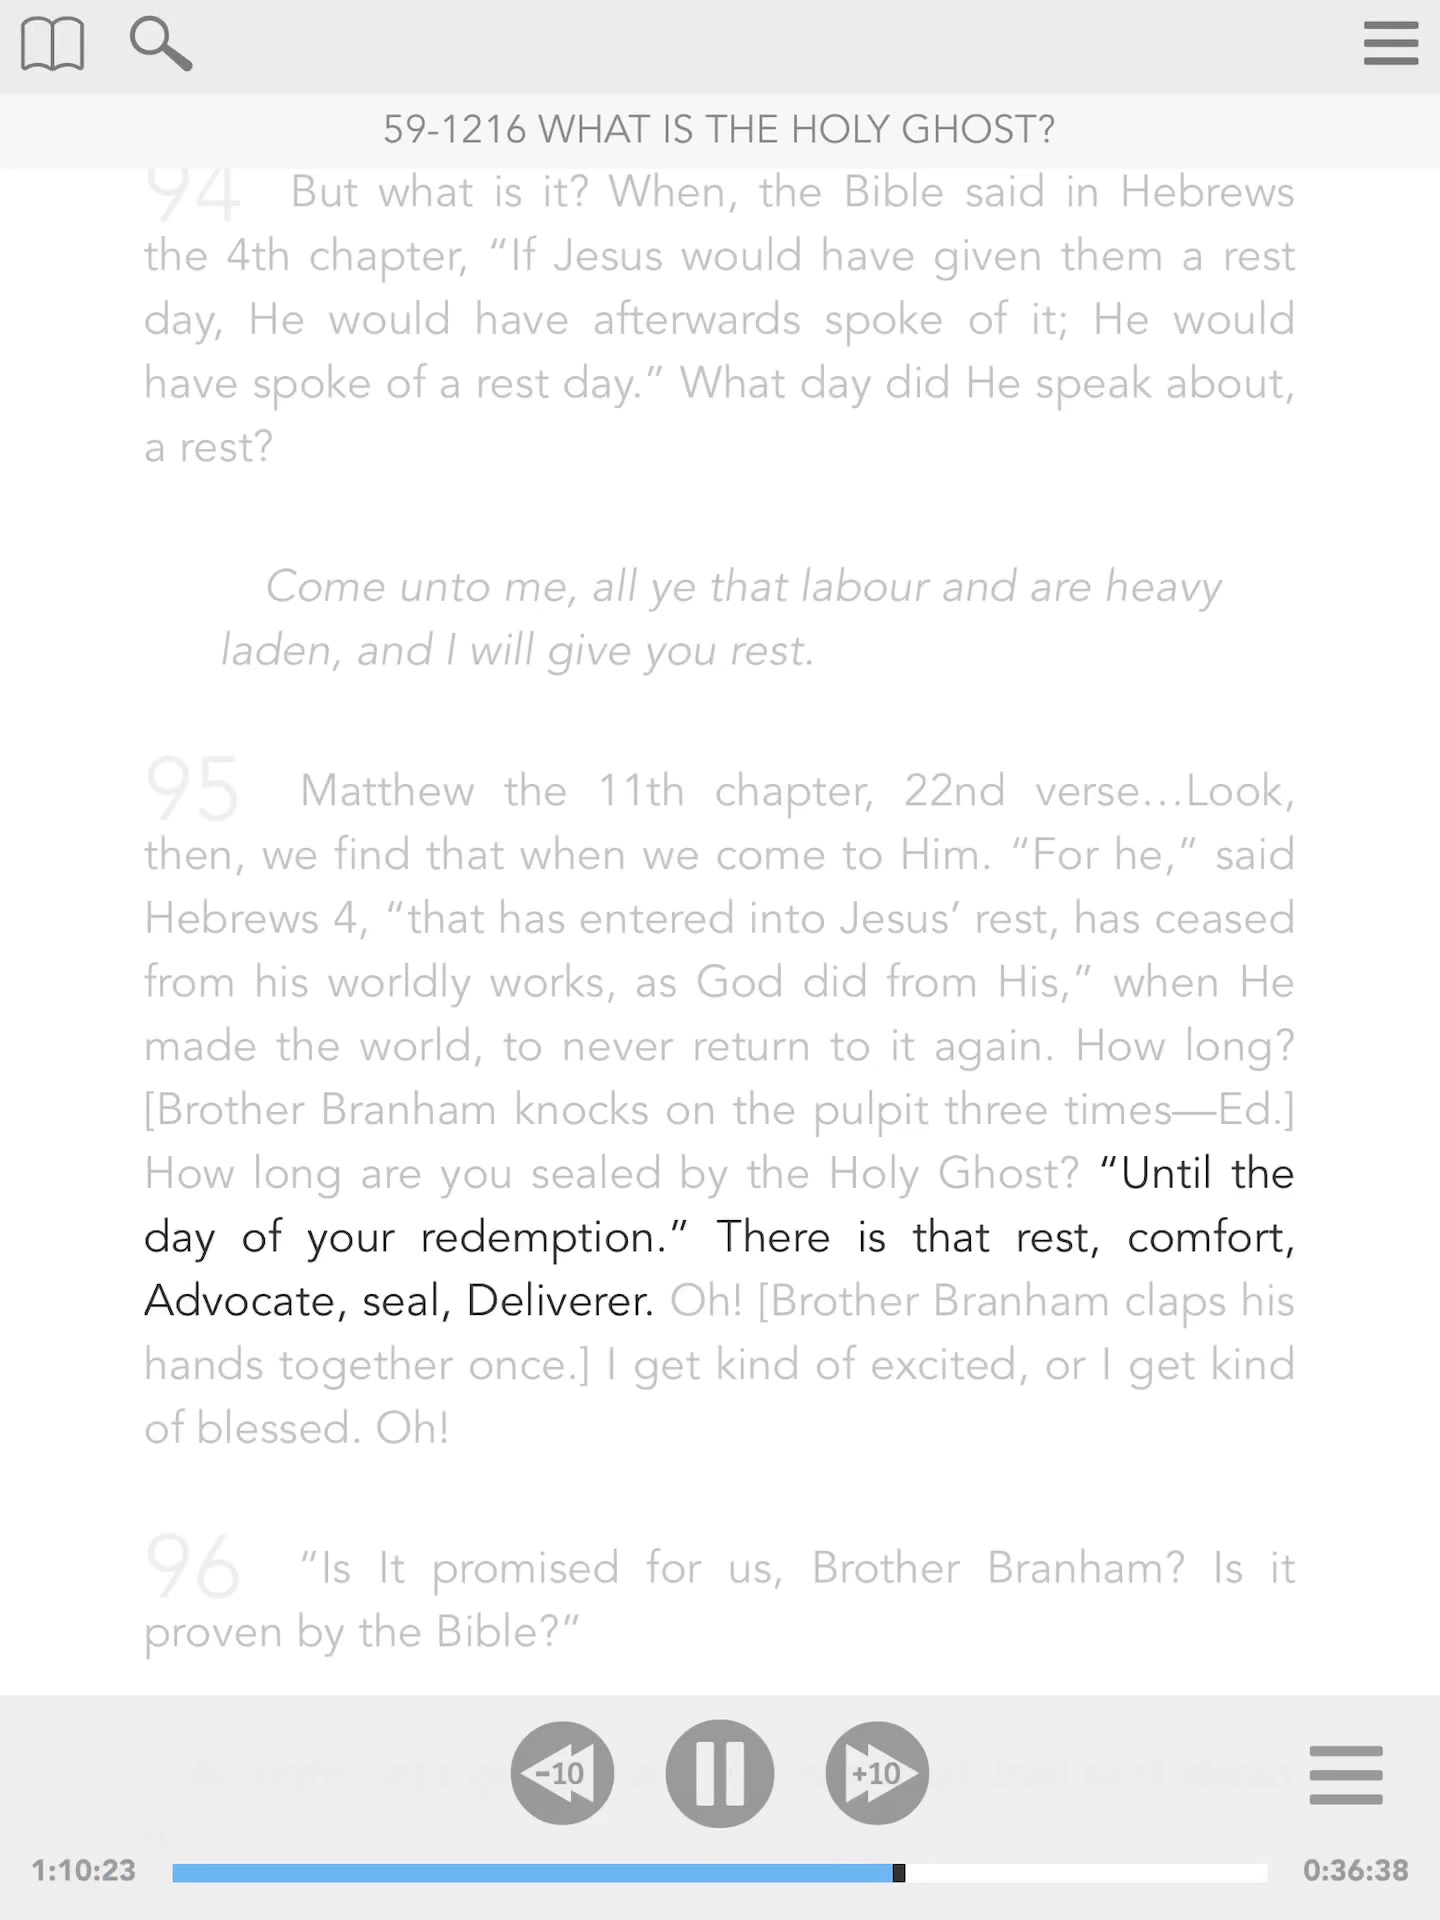 59-1216 WHAT IS THE HOLY GHOST?
94 But what is it? When, the Bible said in Hebrews
the 4th chapter, “If Jesus would have given them a rest
day, He would have afterwards spoke of it; He would
have spoke of a rest day.” What day did He speak about,
a rest?
Come unto me, all ye that labour and are heavy
laden, and I will give you rest.
95 Matthew the 11th chapter, 22nd verse…Look,
then, we find that when we come to Him. “For he,” said
Hebrews 4, “that has entered into Jesus’ rest, has ceased
from his worldly works, as God did from His,” when He
made the world, to never return to it again. How long?
[Brother Branham knocks on the pulpit three times—Ed.]
How long are you sealed by the Holy Ghost? “Until the
day of your redemption.” There is that rest, comfort,
Advocate, seal, Deliverer. Oh! [Brother Branham claps his
hands together once.] I get kind of excited, or I get kind
of blessed. Oh!
96 “Is It promised for us, Brother Branham? Is it
proven by the Bible?”
-10 +10
1:10:23 0:36:38